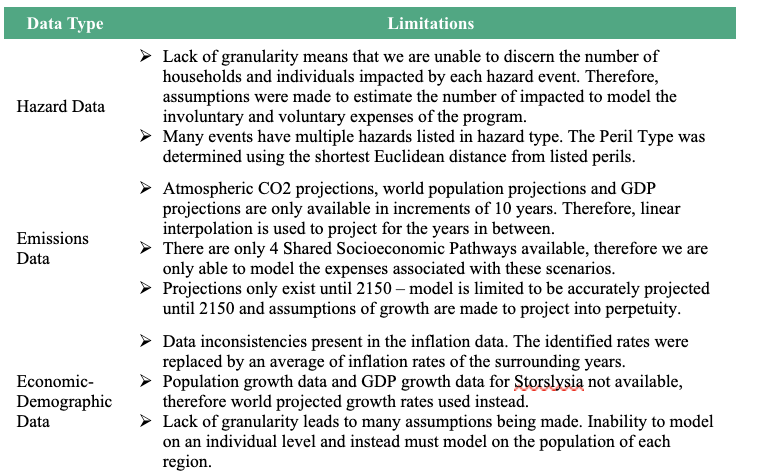 Data Type Limitations
Hazard Data
➢ Lack of granularity means that we are unable to discern the number of
households and individuals impacted by each hazard event. Therefore,
assumptions were made to estimate the number of impacted to model the
involuntary and voluntary expenses of the program.
➢ Many events have multiple hazards listed in hazard type. The Peril Type was
determined using the shortest Euclidean distance from listed perils.
Emissions
Data
➢ Atmospheric CO2 projections, world population projections and GDP
projections are only available in increments of 10 years. Therefore, linear
interpolation is used to project for the years in between.
➢ There are only 4 Shared Socioeconomic Pathways available, therefore we are
only able to model the expenses associated with these scenarios.
➢ Projections only exist until 2150 – model is limited to be accurately projected
until 2150 and assumptions of growth are made to project into perpetuity.
Economic-
Demographic
Data
➢ Data inconsistencies present in the inflation data. The identified rates were
replaced by an average of inflation rates of the surrounding years.
➢ Population growth data and GDP growth data for Storslysia not available,
therefore world projected growth rates used instead.
➢ Lack of granularity leads to many assumptions being made. Inability to model
on an individual level and instead must model on the population of each
region.